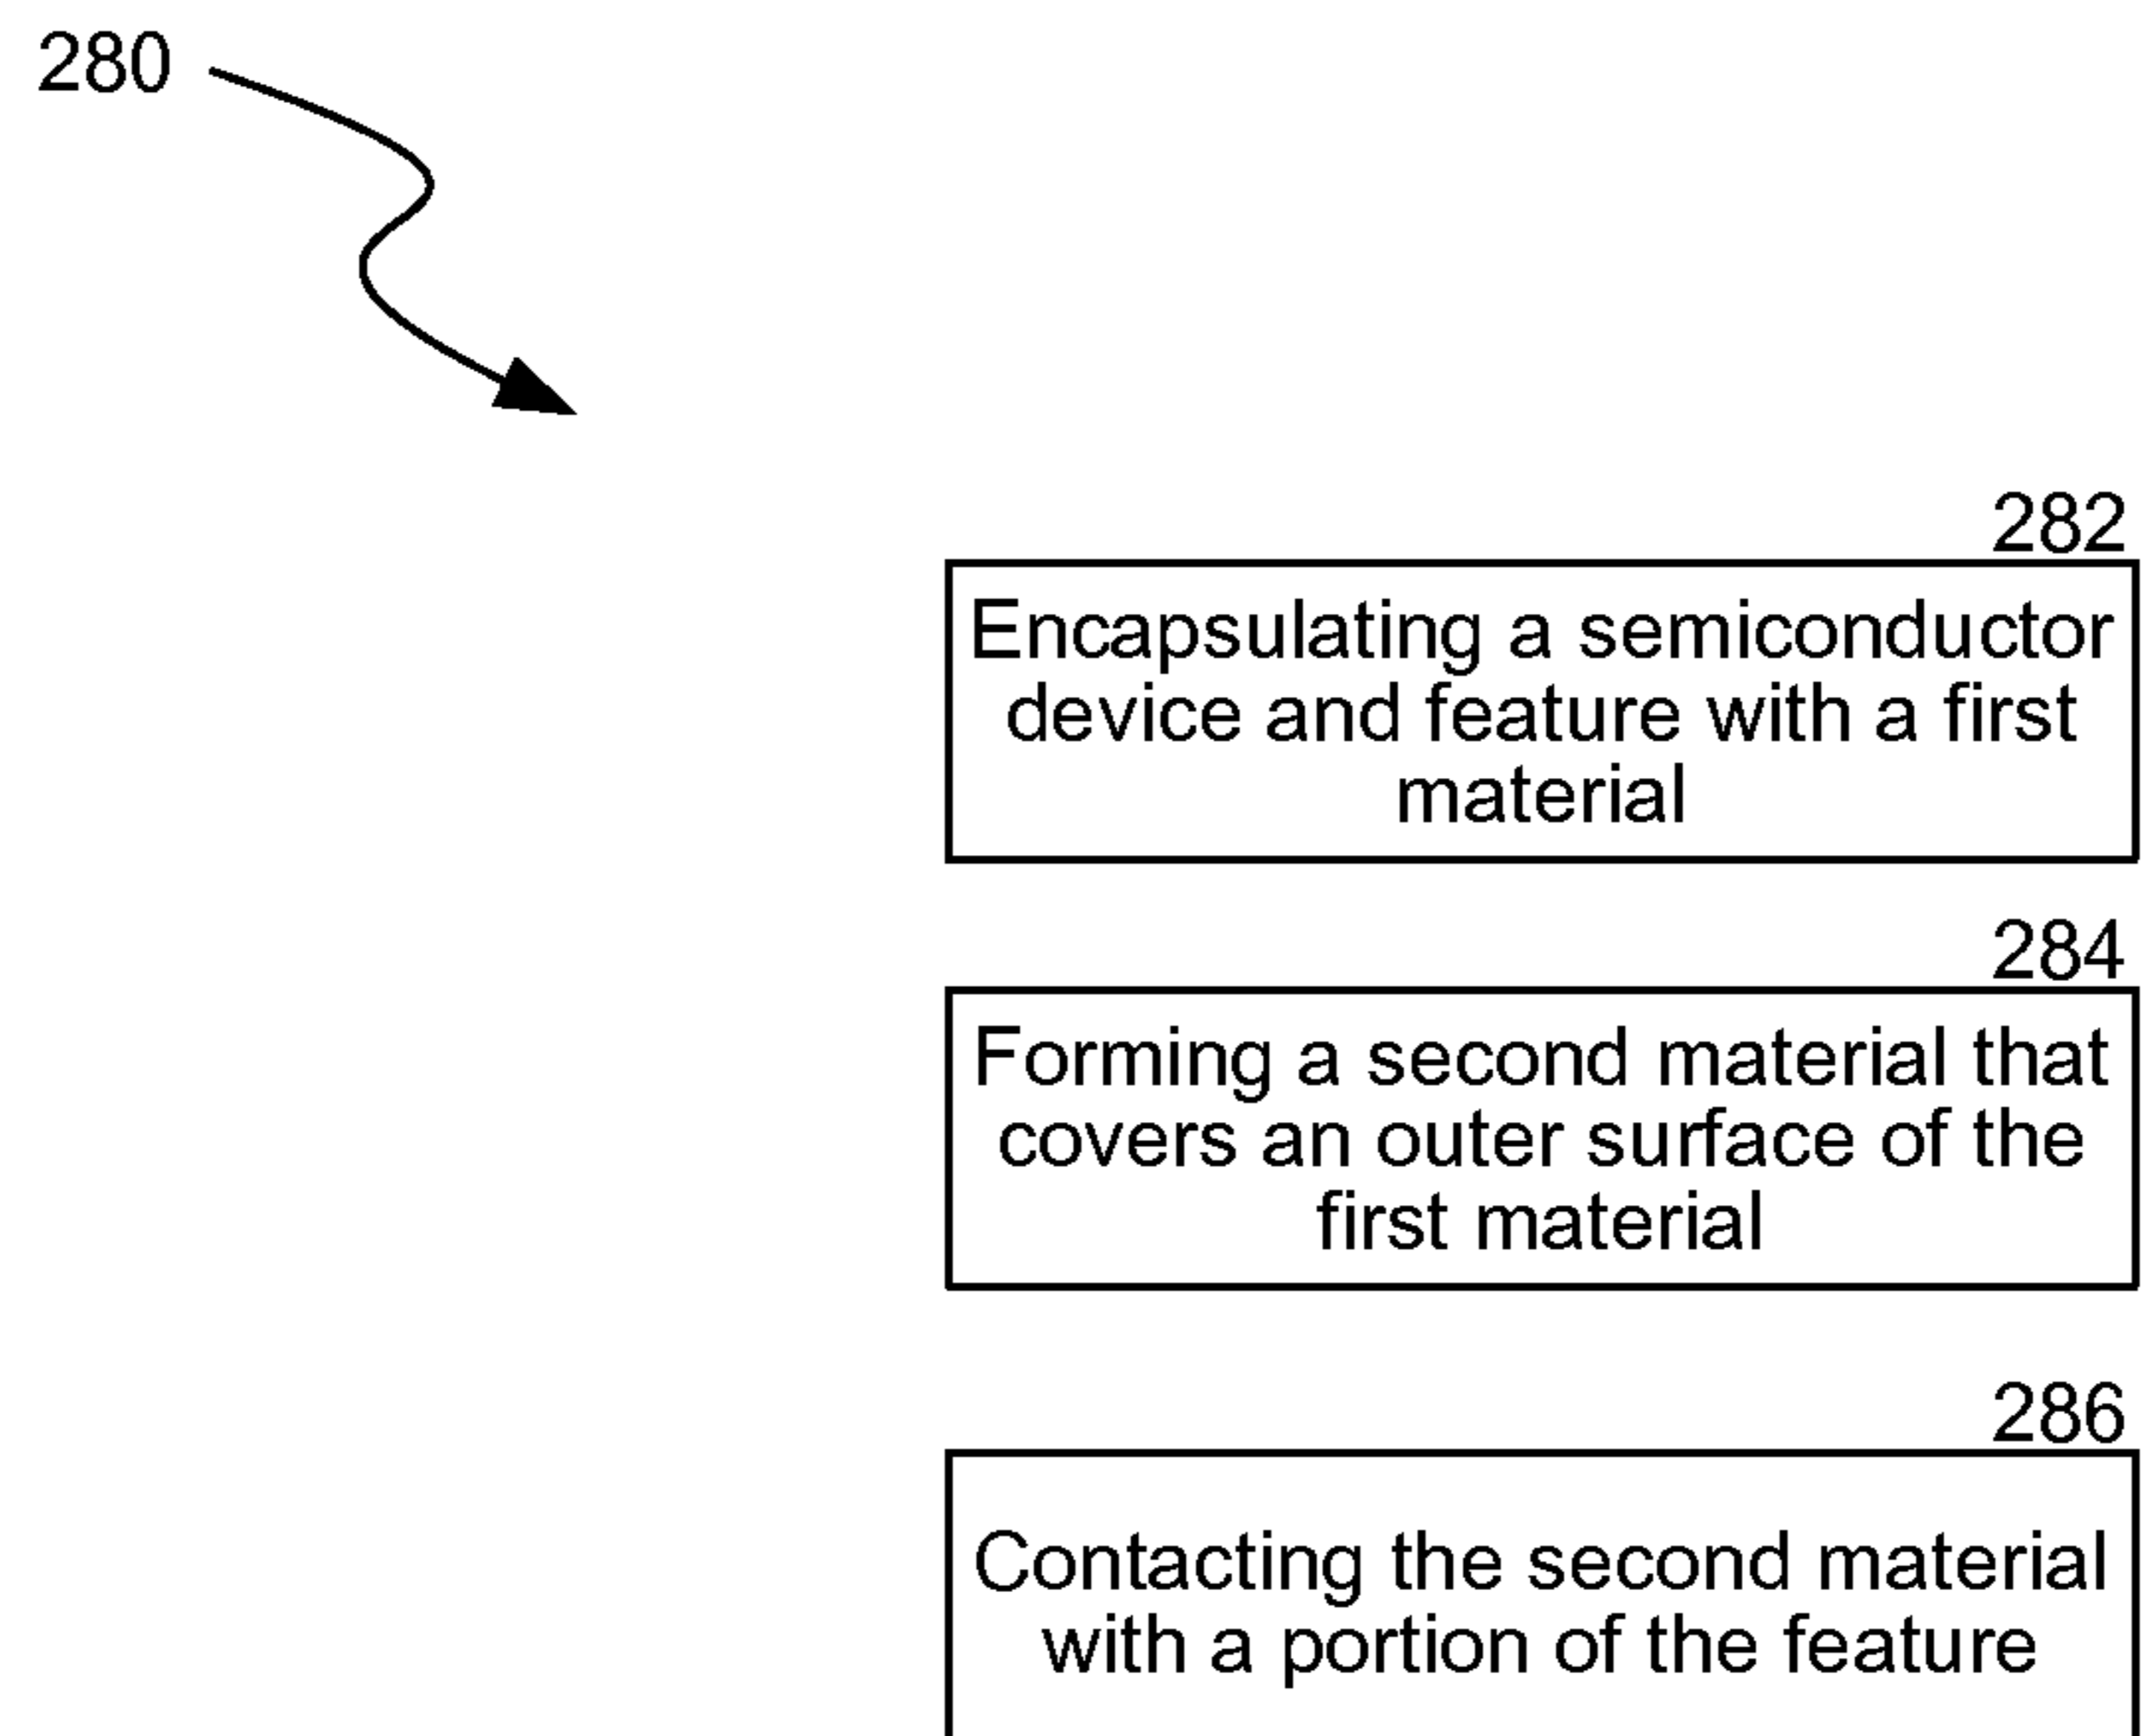 280
282
Encapsulating a semiconductor
device and feature with a first
material
284
Forming a second material that
covers an outer surface of the
first material
286
Contacting the second material
with a portion of the feature